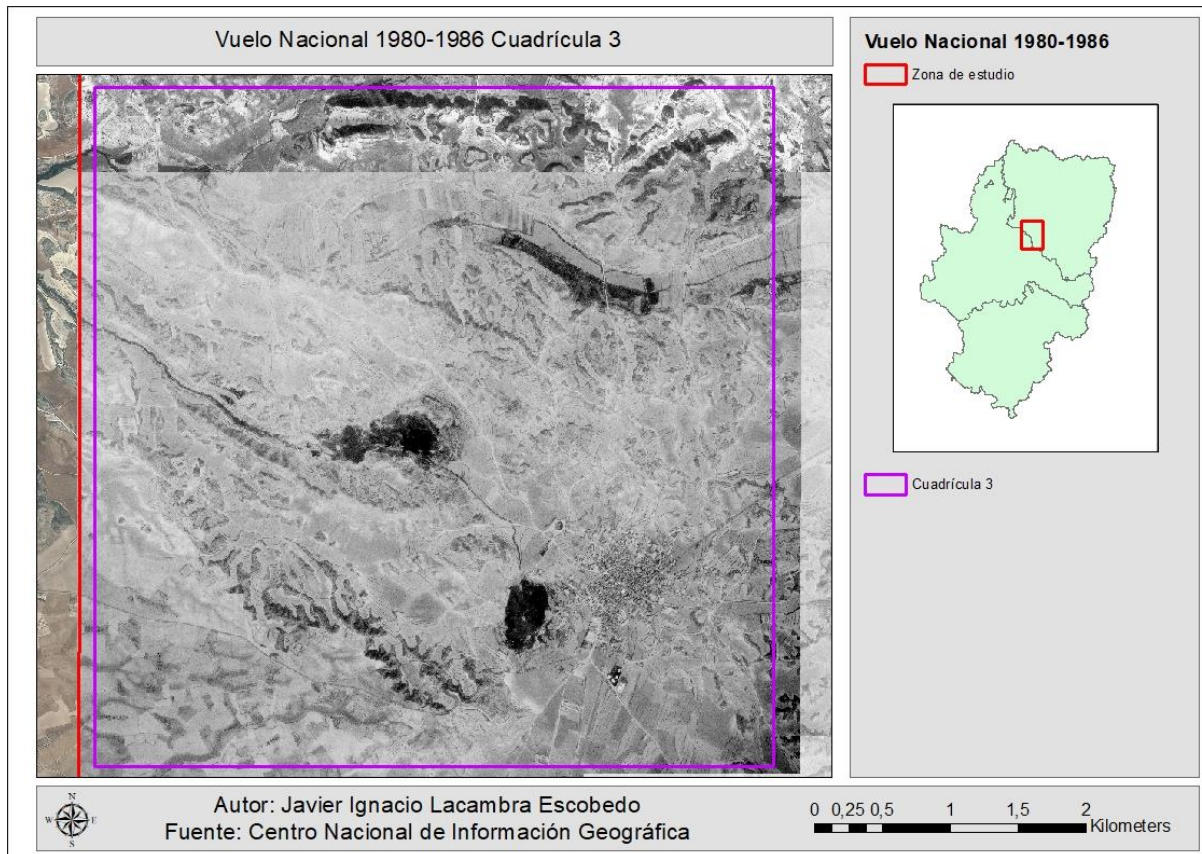 Vuelo Nacional 1980-1986 Cuadrícula 3
Vuelo Nacional 1980-1986
Zona de estudio
Cuadrícula 3
N
W E
S
Autor: Javier Ignacio Lacambra Escobedo
Fuente: Centro Nacional de Información Geográfica
0 0,25 0,5 1 1,5 2
Kilometers